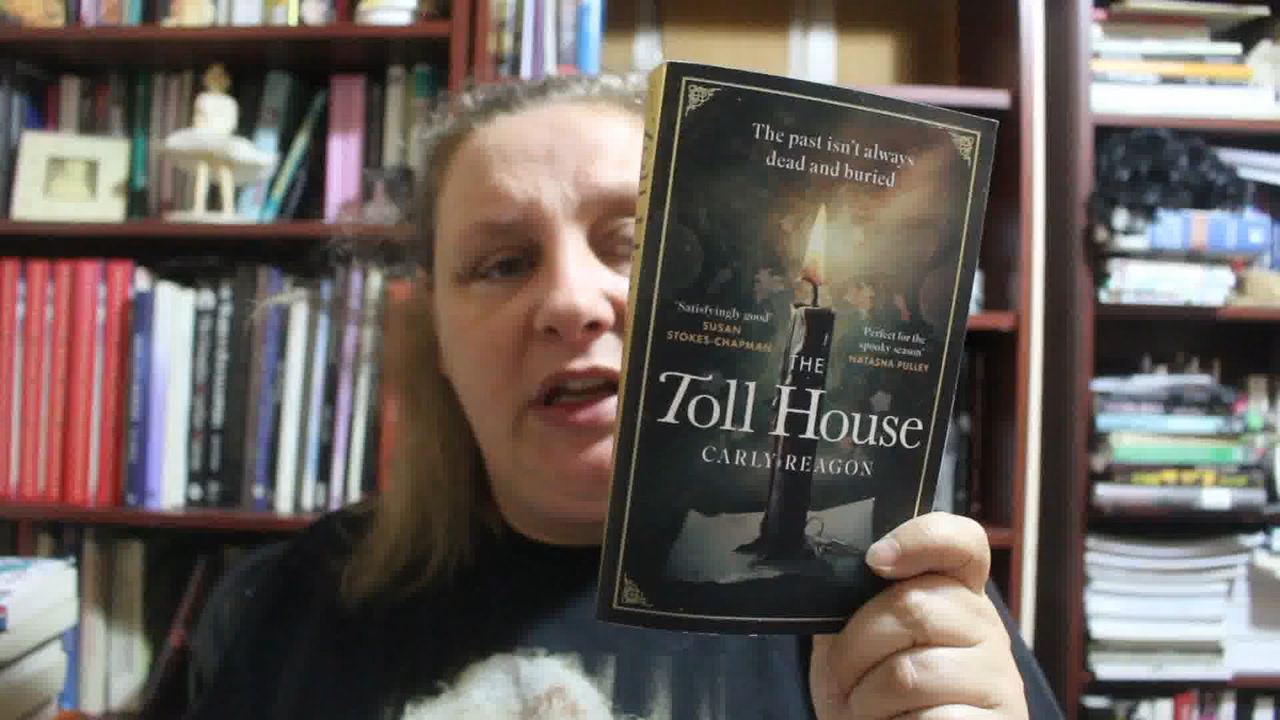 The past isn't always
dead and buried
'Satisfyingly good'
SUSAN
STOKES-CHAPMAN
'Perfect for the
spooky season'
NATASHA PULLEY
THE
Toll House
CARLY REAGON